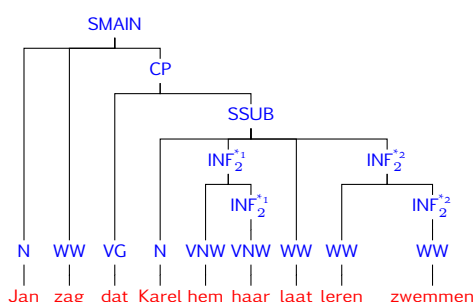 SMAIN
CP
SSUB
INF₂*¹ INF₂*²
INF₂*¹ INF₂*²
N WW VG N VNW VNW WW WW WW
Jan zag dat Karel hem haar laat leren zwemmen